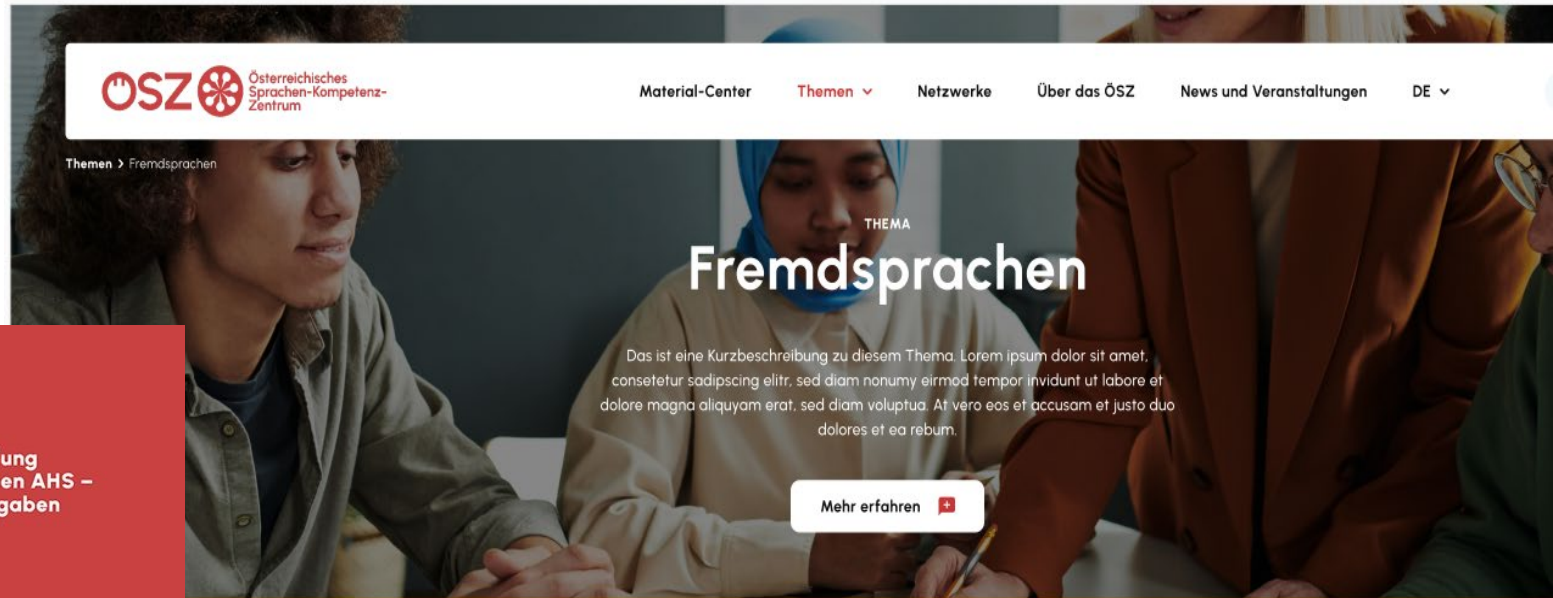 ÖSZ
Österreichisches
Sprachen-Kompetenz-
Zentrum
Material-Center
Themen
Netzwerke
Über das ÖSZ
News und Veranstaltungen
DE
Themen > Fremdsprachen
THEMA
Fremdsprachen
Das ist eine Kurzbeschreibung zu diesem Thema. Lorem ipsum dolor sit amet,
consetetur sadipscing elitr, sed diam nonumy eirmod tempor invidunt ut labore et
dolore magna aliquyam erat, sed diam voluptua. At vero eos et accusam et justo duo
dolores et ea rebum.
Mehr erfahren
ung
en AHS –
gaben